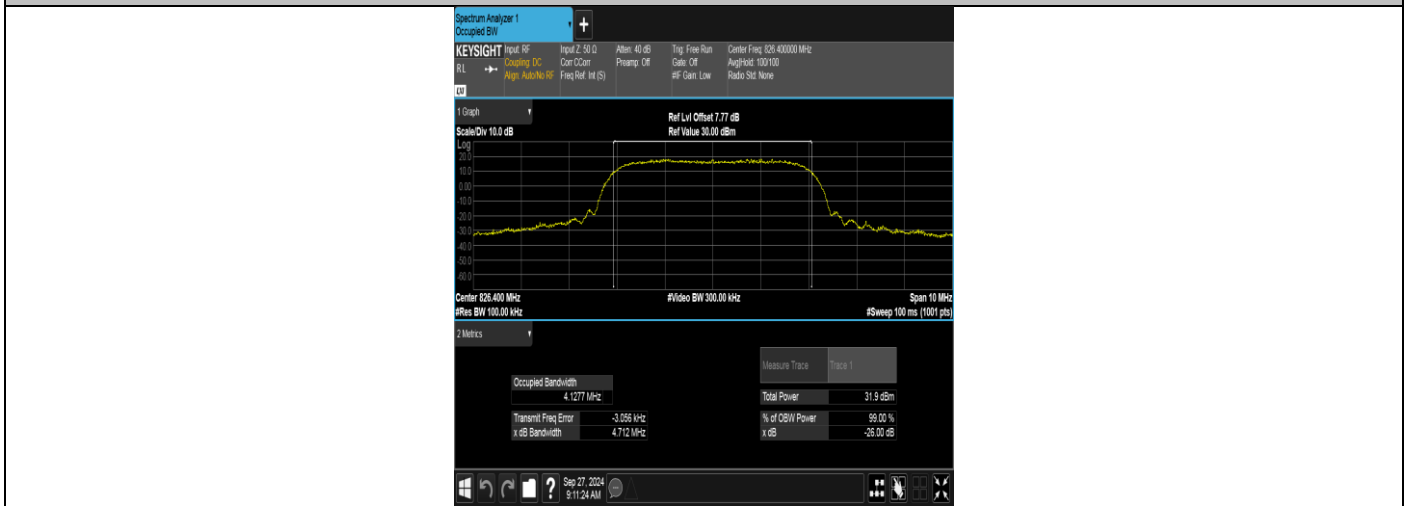 Spectrum Analyzer 1
Occupied BW
+
KEYSIGHT Input: RF Input Z: 50 Ω Atten: 40 dB Trig: Free Run Center Freq: 826.400000 MHz
RL Coupling: DC Corr CCorr Preamp: Off Gate: Off Avg|Hold: 100/100
Align: Auto/No RF Freq Ref: Int (S) #IF Gain: Low Radio Std: None
LXI
1 Graph
Ref Lvl Offset 7.77 dB
Scale/Div 10.0 dB Ref Value 30.00 dBm
Log
20.0
10.0
0.00
-10.0
-20.0
-30.0
-40.0
-50.0
-60.0
Center 826.400 MHz #Video BW 300.00 kHz Span 10 MHz
#Res BW 100.00 kHz #Sweep 100 ms (1001 pts)
2 Metrics
Measure Trace Trace 1
Occupied Bandwidth
4.1277 MHz
Total Power 31.9 dBm
Transmit Freq Error -3.056 kHz % of OBW Power 99.00 %
x dB Bandwidth 4.712 MHz x dB -26.00 dB
? Sep 27, 2024
9:11:24 AM